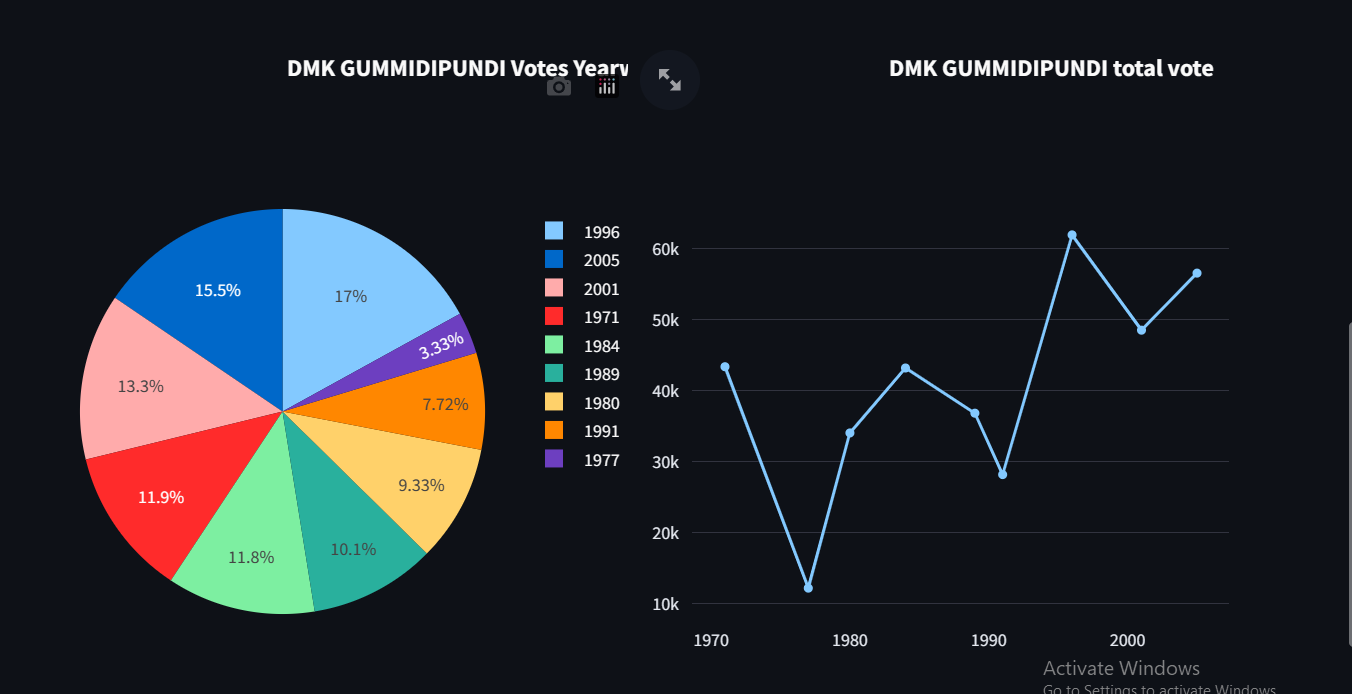 DMK GUMMIDIPUNDI Votes Year
DMK GUMMIDIPUNDI total vote
17%
3.33%
7.72%
9.33%
10.1%
11.8%
11.9%
13.3%
15.5%
1996
2005
2001
1971
1984
1989
1980
1991
1977
60k
50k
40k
30k
20k
10k
1970
1980
1990
2000
Activate Windows
Go to Settings to activate Windows.